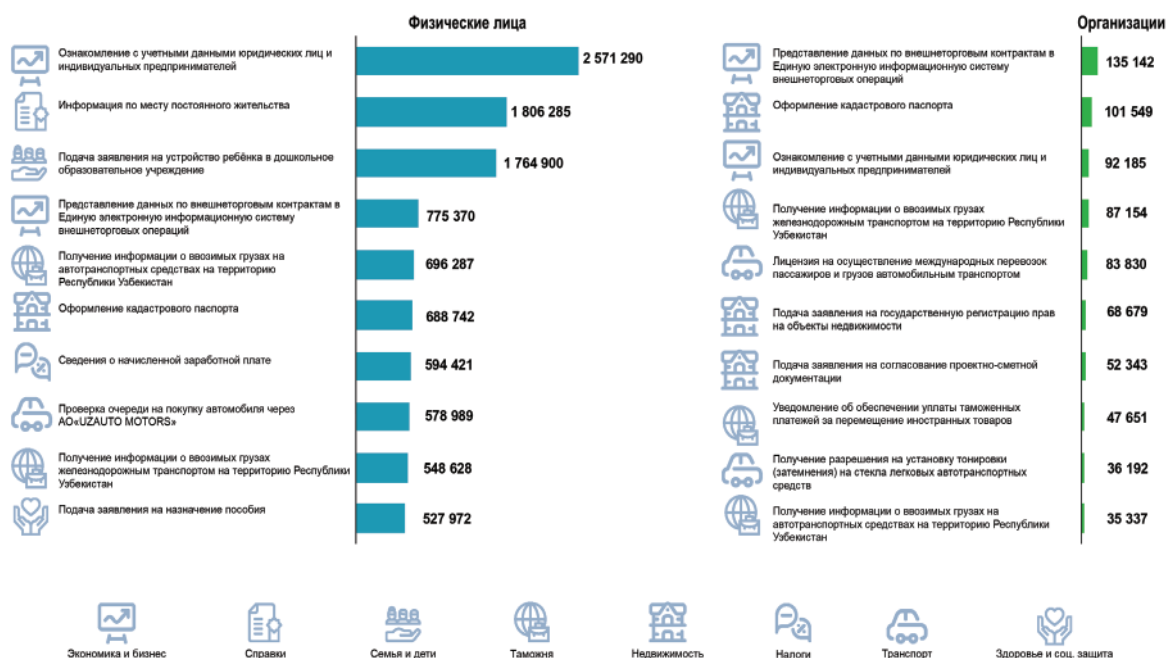 Физические лица
Ознакомление с учетными данными юридических лиц и
индивидуальных предпринимателей
2 571 290
Информация по месту постоянного жительства
1 806 285
Подача заявления на устройство ребёнка в дошкольное
образовательное учреждение
1 764 900
Представление данных по внешнеторговым контрактам в
Единую электронную информационную систему
внешнеторговых операций
775 370
Получение информации о ввозимых грузах на
автотранспортных средствах на территорию
Республики Узбекистан
696 287
Оформление кадастрового паспорта
688 742
Сведения о начисленной заработной плате
594 421
Проверка очереди на покупку автомобиля через
АО«UZAUTO MOTORS»
578 989
Получение информации о ввозимых грузах
железнодорожным транспортом на территорию Республики
Узбекистан
548 628
Подача заявления на назначение пособия
527 972
Организации
Представление данных по внешнеторговым контрактам в
Единую электронную информационную систему
внешнеторговых операций
135 142
Оформление кадастрового паспорта
101 549
Ознакомление с учетными данными юридических лиц и
индивидуальных предпринимателей
92 185
Получение информации о ввозимых грузах
железнодорожным транспортом на территорию Республики
Узбекистан
87 154
Лицензия на осуществление международных перевозок
пассажиров и грузов автомобильным транспортом
83 830
Подача заявления на государственную регистрацию прав
на объекты недвижимости
68 679
Подача заявления на согласование проектно-сметной
документации
52 343
Уведомление об обеспечении уплаты таможенных
платежей за перемещение иностранных товаров
47 651
Получение разрешения на установку тонировки
(затемнения) на стекла легковых автотранспортных
средств
36 192
Получение информации о ввозимых грузах на
автотранспортных средствах на территорию Республики
Узбекистан
35 337
Экономика и бизнес
Справки
Семья и дети
Таможня
Недвижимость
Налоги
Транспорт
Здоровье и соц. защита